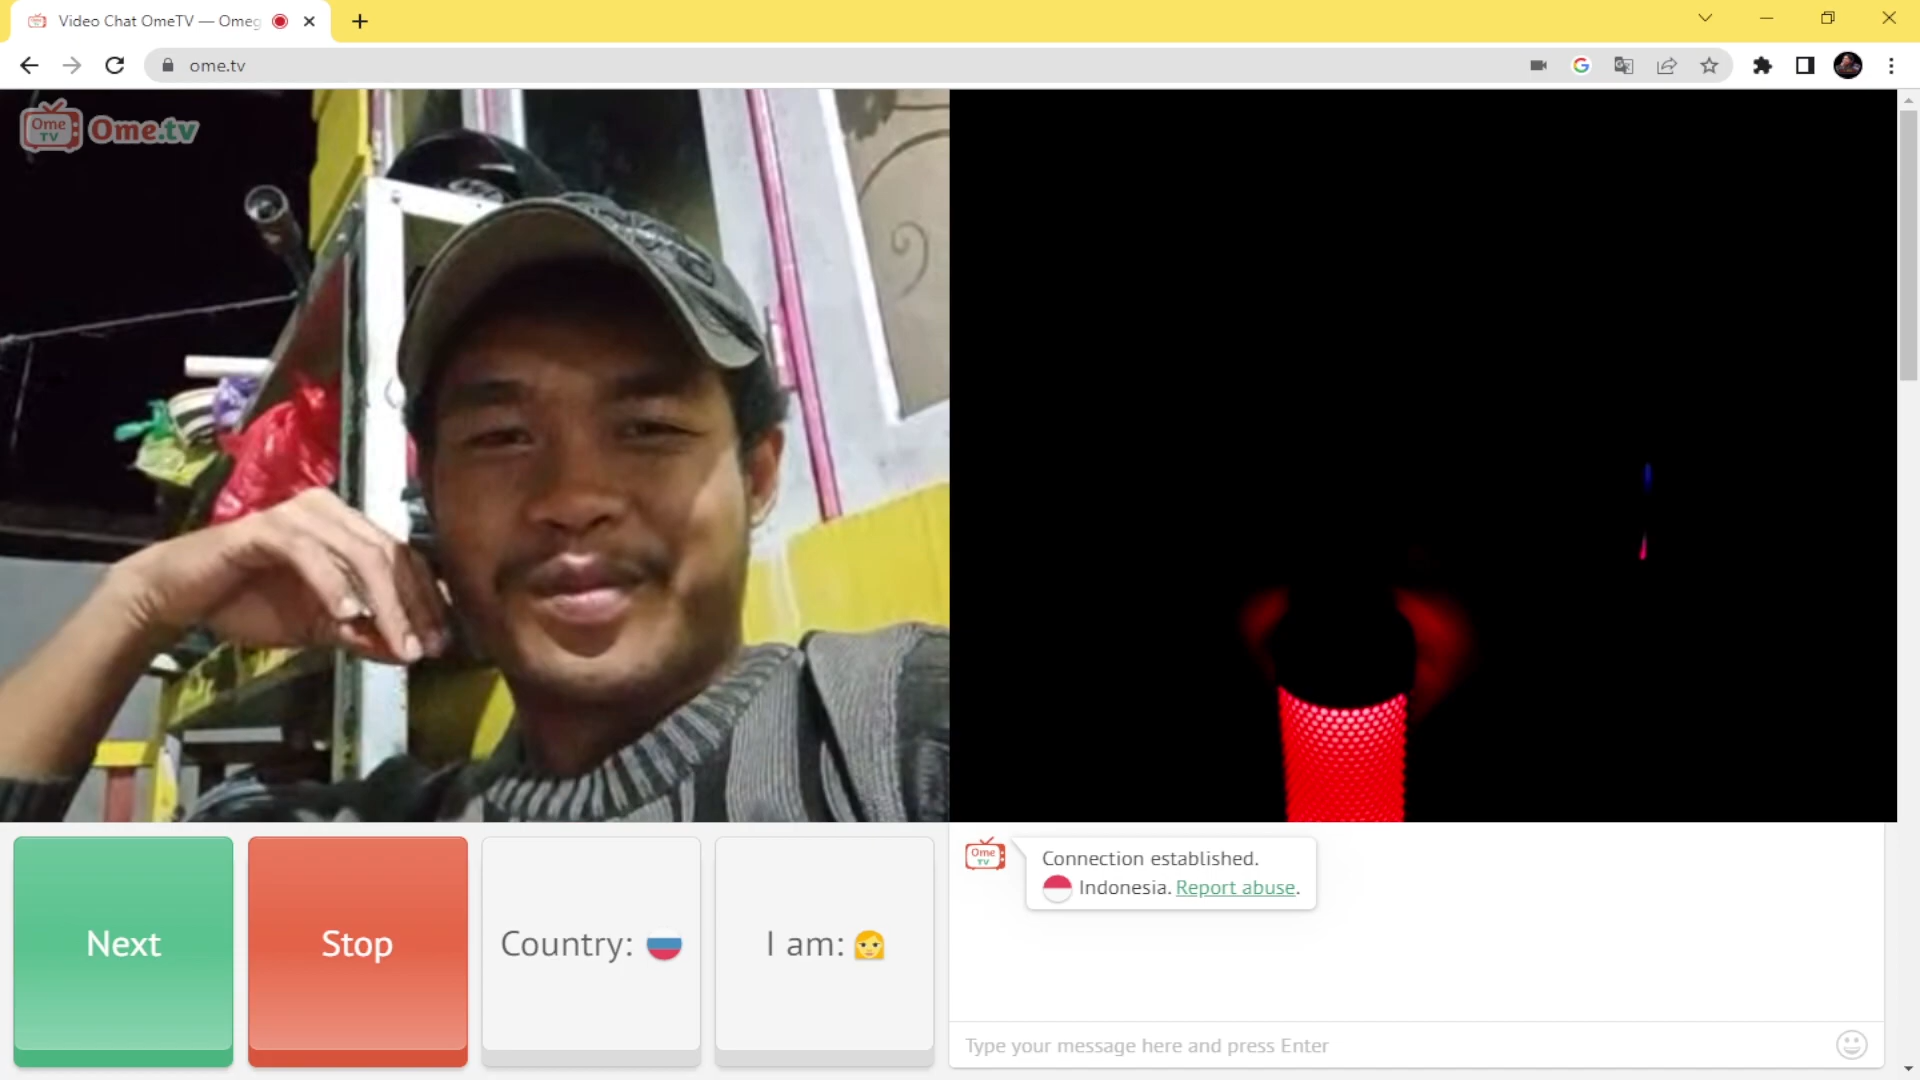 Video Chat OmeTV — Omeg
ome.tv
Ome TV Ome.tv
Next
Stop
Country:
I am:
Ome TV
Connection established.
Indonesia. Report abuse.
Type your message here and press Enter